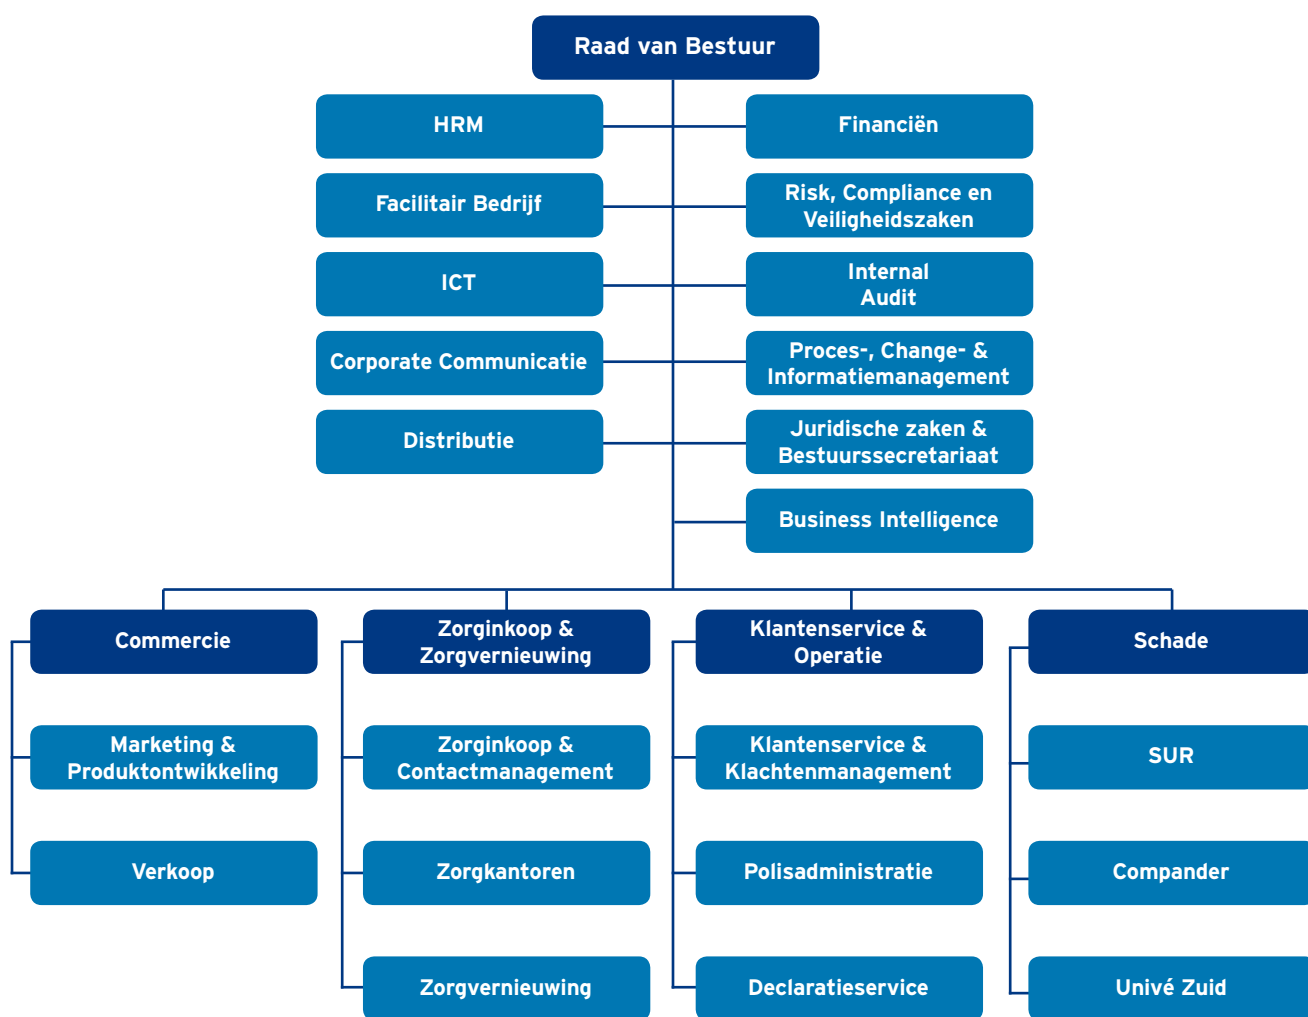 Raad van Bestuur
HRM
Financiën
Facilitair Bedrijf
Risk, Compliance en
Veiligheidszaken
ICT
Internal
Audit
Corporate Communicatie
Proces-, Change- &
Informatiemanagement
Distributie
Juridische zaken &
Bestuurssecretariaat
Business Intelligence
Commercie
Zorginkoop &
Zorgvernieuwing
Klantenservice &
Operatie
Schade
Marketing &
Produktontwikkeling
Zorginkoop &
Contactmanagement
Klantenservice &
Klachtenmanagement
SUR
Verkoop
Zorgkantoren
Polisadministratie
Compander
Zorgvernieuwing
Declaratieservice
Univé Zuid